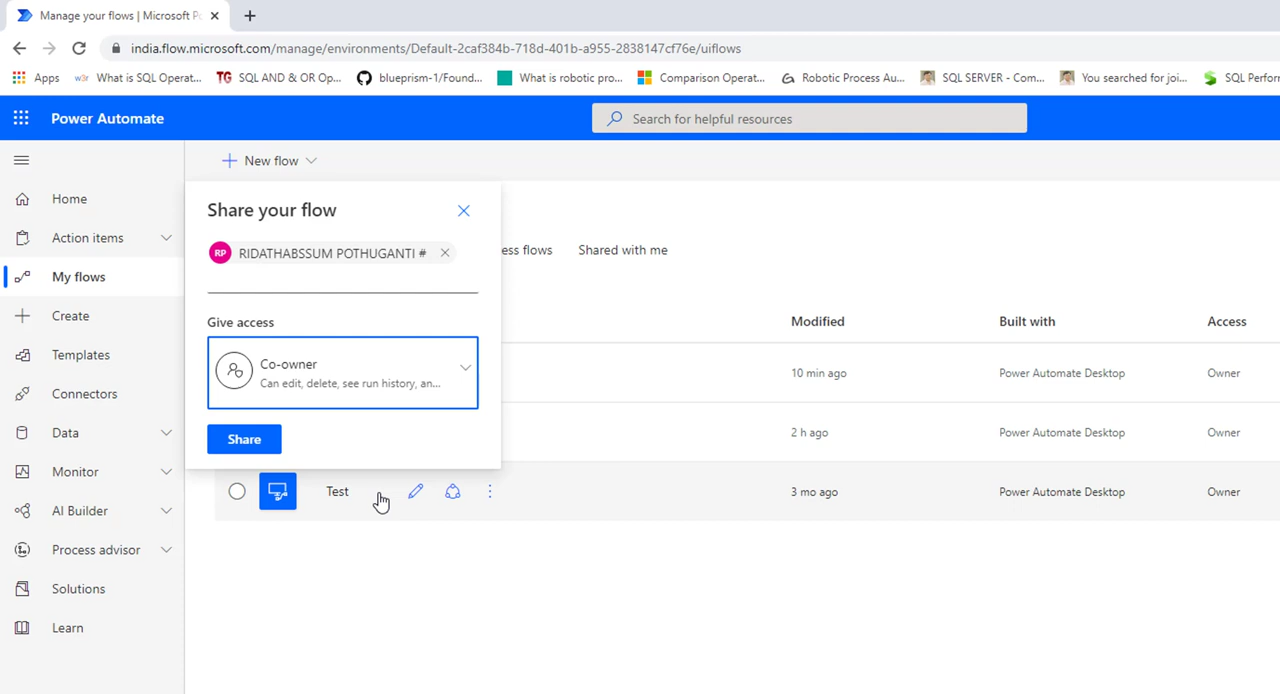 Manage your flows | Microsoft Po
india.flow.microsoft.com/manage/environments/Default-2caf384b-718d-401b-a955-2838147cf76e/uiflows
Apps
w3r
What is SQL Operat...
TG
SQL AND & OR Op...
blueprism-1/Found...
What is robotic pro...
Comparison Operat...
Robotic Process Au...
SQL SERVER - Com...
You searched for joi...
SQL Perfor
Power Automate
Search for helpful resources
New flow
Home
Action items
My flows
Create
Templates
Connectors
Data
Monitor
AI Builder
Process advisor
Solutions
Learn
Share your flow
RP
RIDATHABSSUM POTHUGANTI #
Give access
Co-owner
Can edit, delete, see run history, an...
Share
ess flows
Shared with me
Modified
Built with
Access
10 min ago
Power Automate Desktop
Owner
2 h ago
Power Automate Desktop
Owner
Test
3 mo ago
Power Automate Desktop
Owner